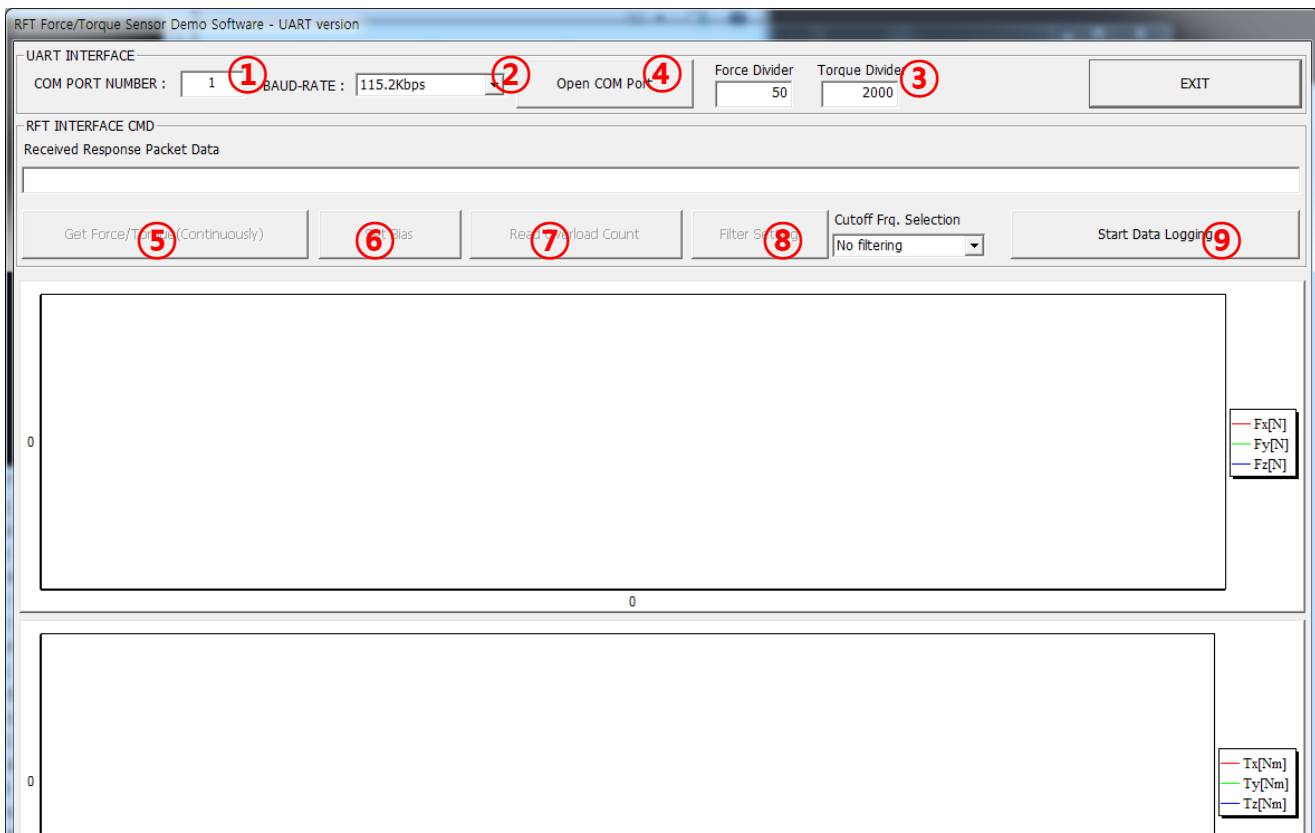 RFT Force/Torque Sensor Demo Software - UART version
UART INTERFACE
COM PORT NUMBER : 1 ① BAUD-RATE : 115.2Kbps ② Open COM Port ④ Force Divider 50 Torque Divider 2000 ③ EXIT
RFT INTERFACE CMD
Received Response Packet Data
Get Force/Torque(Continuously) ⑤ Set Bias ⑥ Read Overload Count ⑦ Filter Setting ⑧ Cutoff Frq. Selection No filtering Start Data Logging ⑨
Fx[N]
0
Fy[N]
Fz[N]
0
Tx[Nm]
0
Ty[Nm]
Tz[Nm]